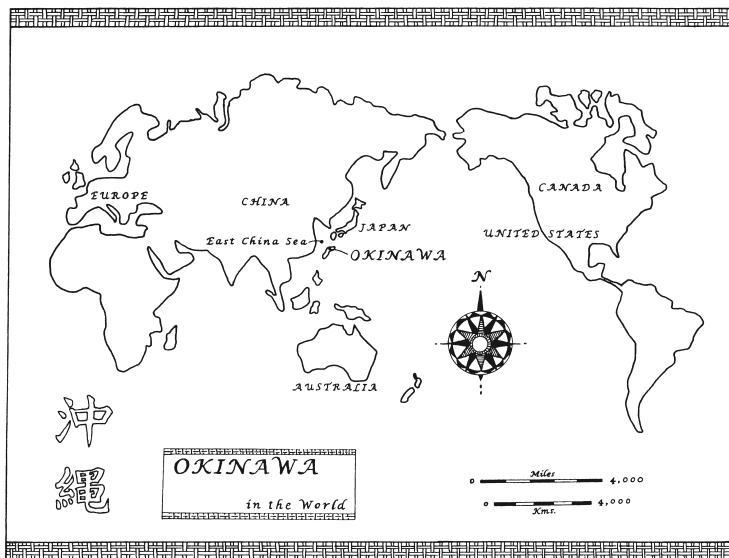 EUROPE
CHINA
CANADA
JAPAN
UNITED STATES
East China Sea
OKINAWA
N
AUSTRALIA
沖
縄
OKINAWA
in the World
Miles
0 4,000
0 4,000
Kms.